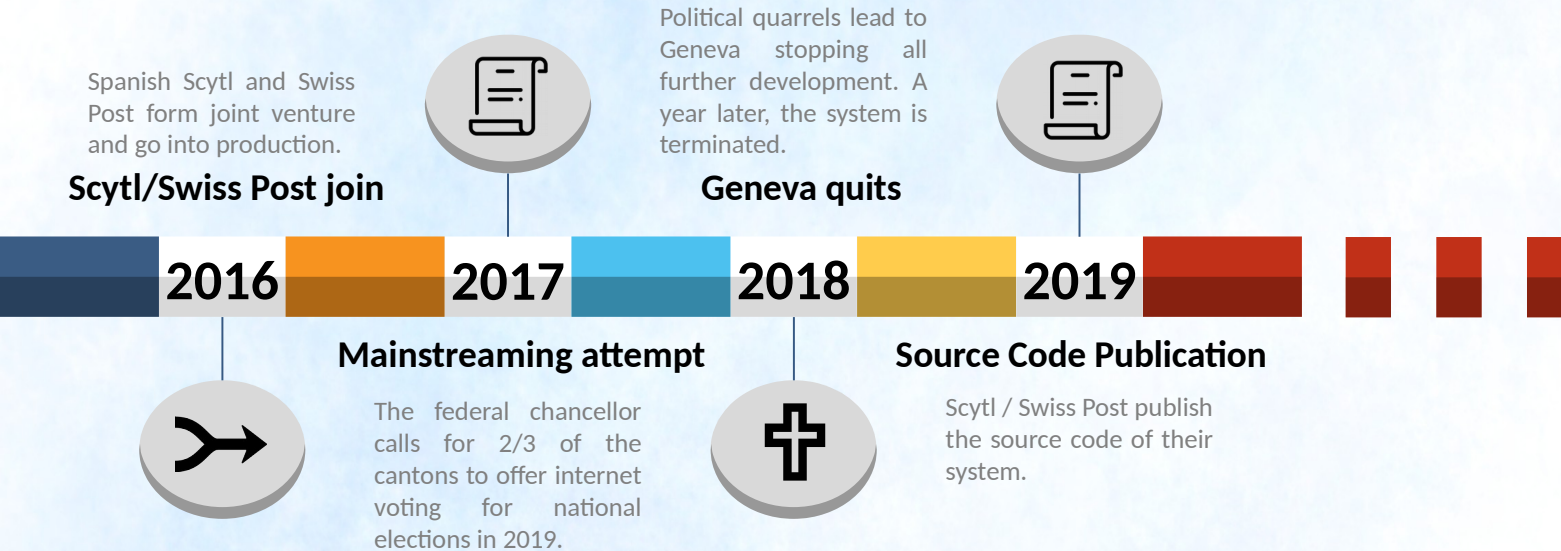 Spanish Scytl and Swiss
Post form joint venture
and go into production.
Scytl/Swiss Post join
Political quarrels lead to
Geneva stopping all
further development. A
year later, the system is
terminated.
Geneva quits
2016
2017
2018
2019
Mainstreaming attempt
The federal chancellor
calls for 2/3 of the
cantons to offer internet
voting for national
elections in 2019.
Source Code Publication
Scytl / Swiss Post publish
the source code of their
system.